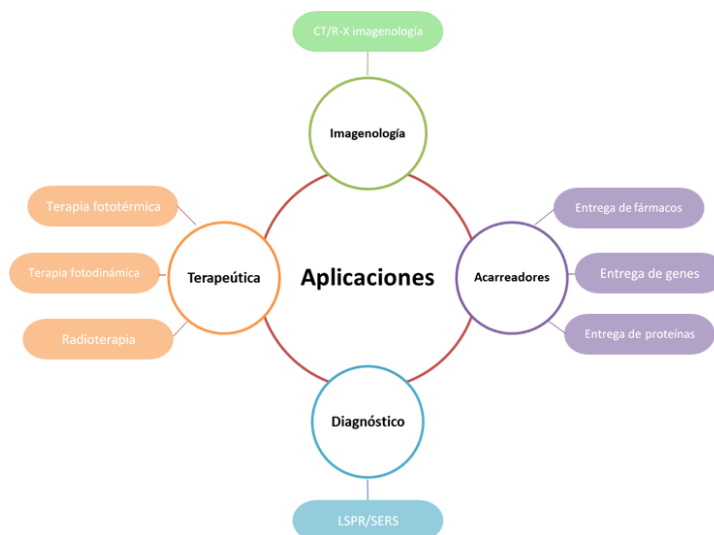 CT/R-X imagenología
Imagenología
Terapia fototérmica
Entrega de fármacos
Terapia fotodinámica
Terapeútica
Aplicaciones
Acarreadores
Entrega de genes
Radioterapia
Entrega de proteínas
Diagnóstico
LSPR/SERS